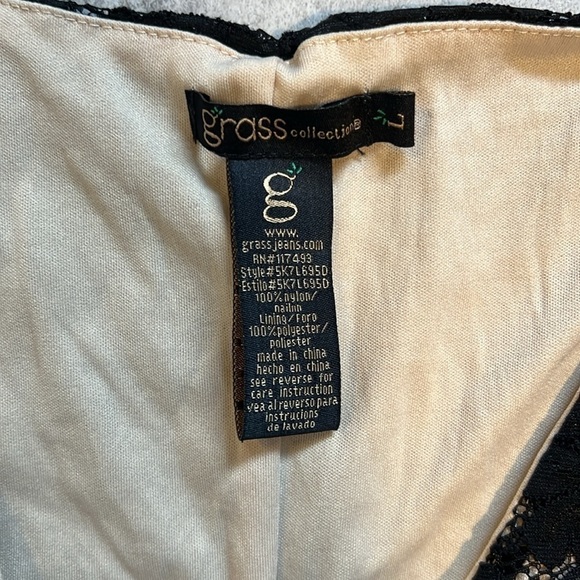 grass collection® L
g
www.
grassjeans.com
RN#117493
Style#5K7L695D
Estilo#5K7L695D
100%nylon/
nailin
Lining/Foro
100%polyester/
poliester
made in china
hecho en china
see reverse for
care instruction
vea al reverso para
instrucions
de lavado